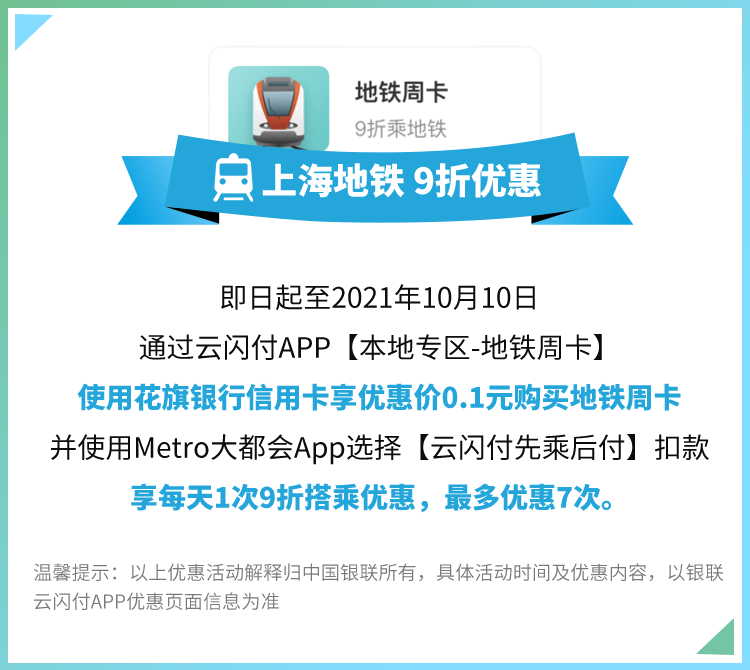 地铁周卡
9折乘地铁
上海地铁 9折优惠
即日起至2021年10月10日
通过云闪付APP【本地专区-地铁周卡】
使用花旗银行信用卡享优惠价0.1元购买地铁周卡
并使用Metro大都会App选择【云闪付先乘后付】扣款
享每天1次9折搭乘优惠，最多优惠7次。
温馨提示：以上优惠活动解释归中国银联所有，具体活动时间及优惠内容，以银联
云闪付APP优惠页面信息为准